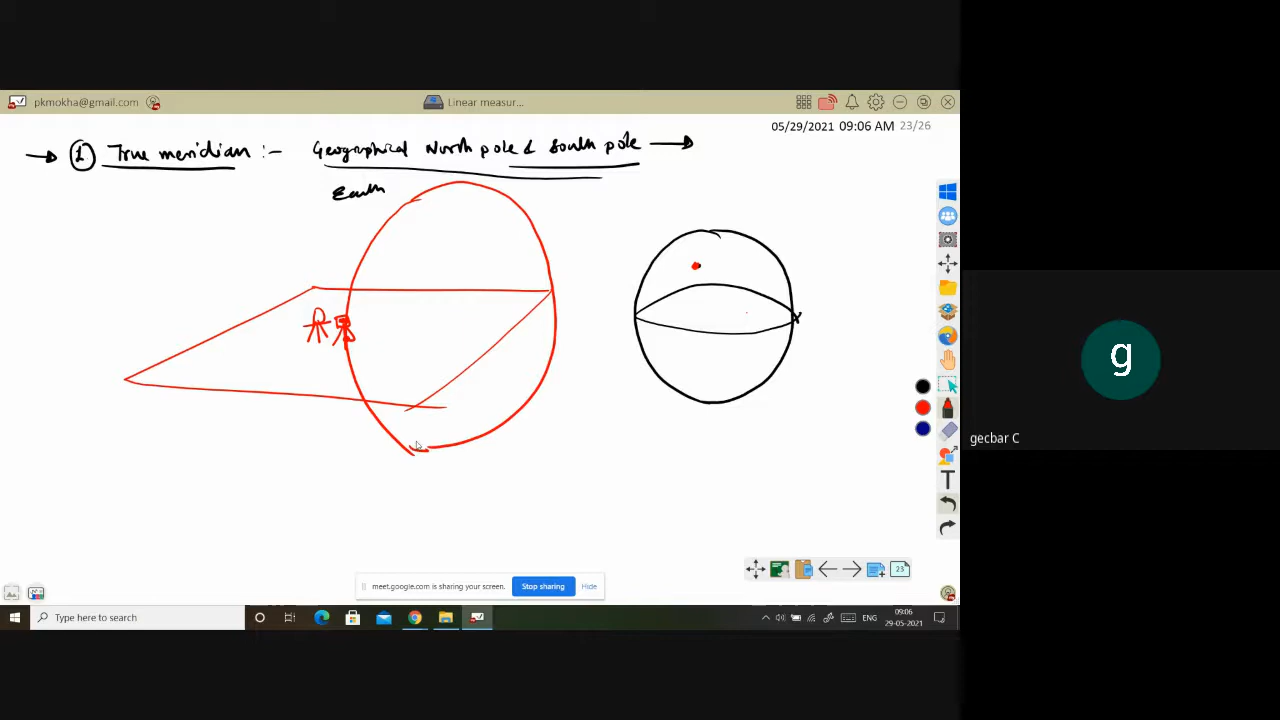 pkmokha@gmail.com
Linear measur...
05/29/2021 09:06 AM 23/26
→ ① True meridian :- Geographical North pole & South pole →
Earth
x
T
g
gecbar C
23
meet.google.com is sharing your screen. Stop sharing Hide
Type here to search
ENG
09:06
29-05-2021